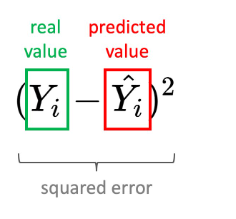 real predicted
value value
(Yᵢ − Ŷᵢ)²
squared error